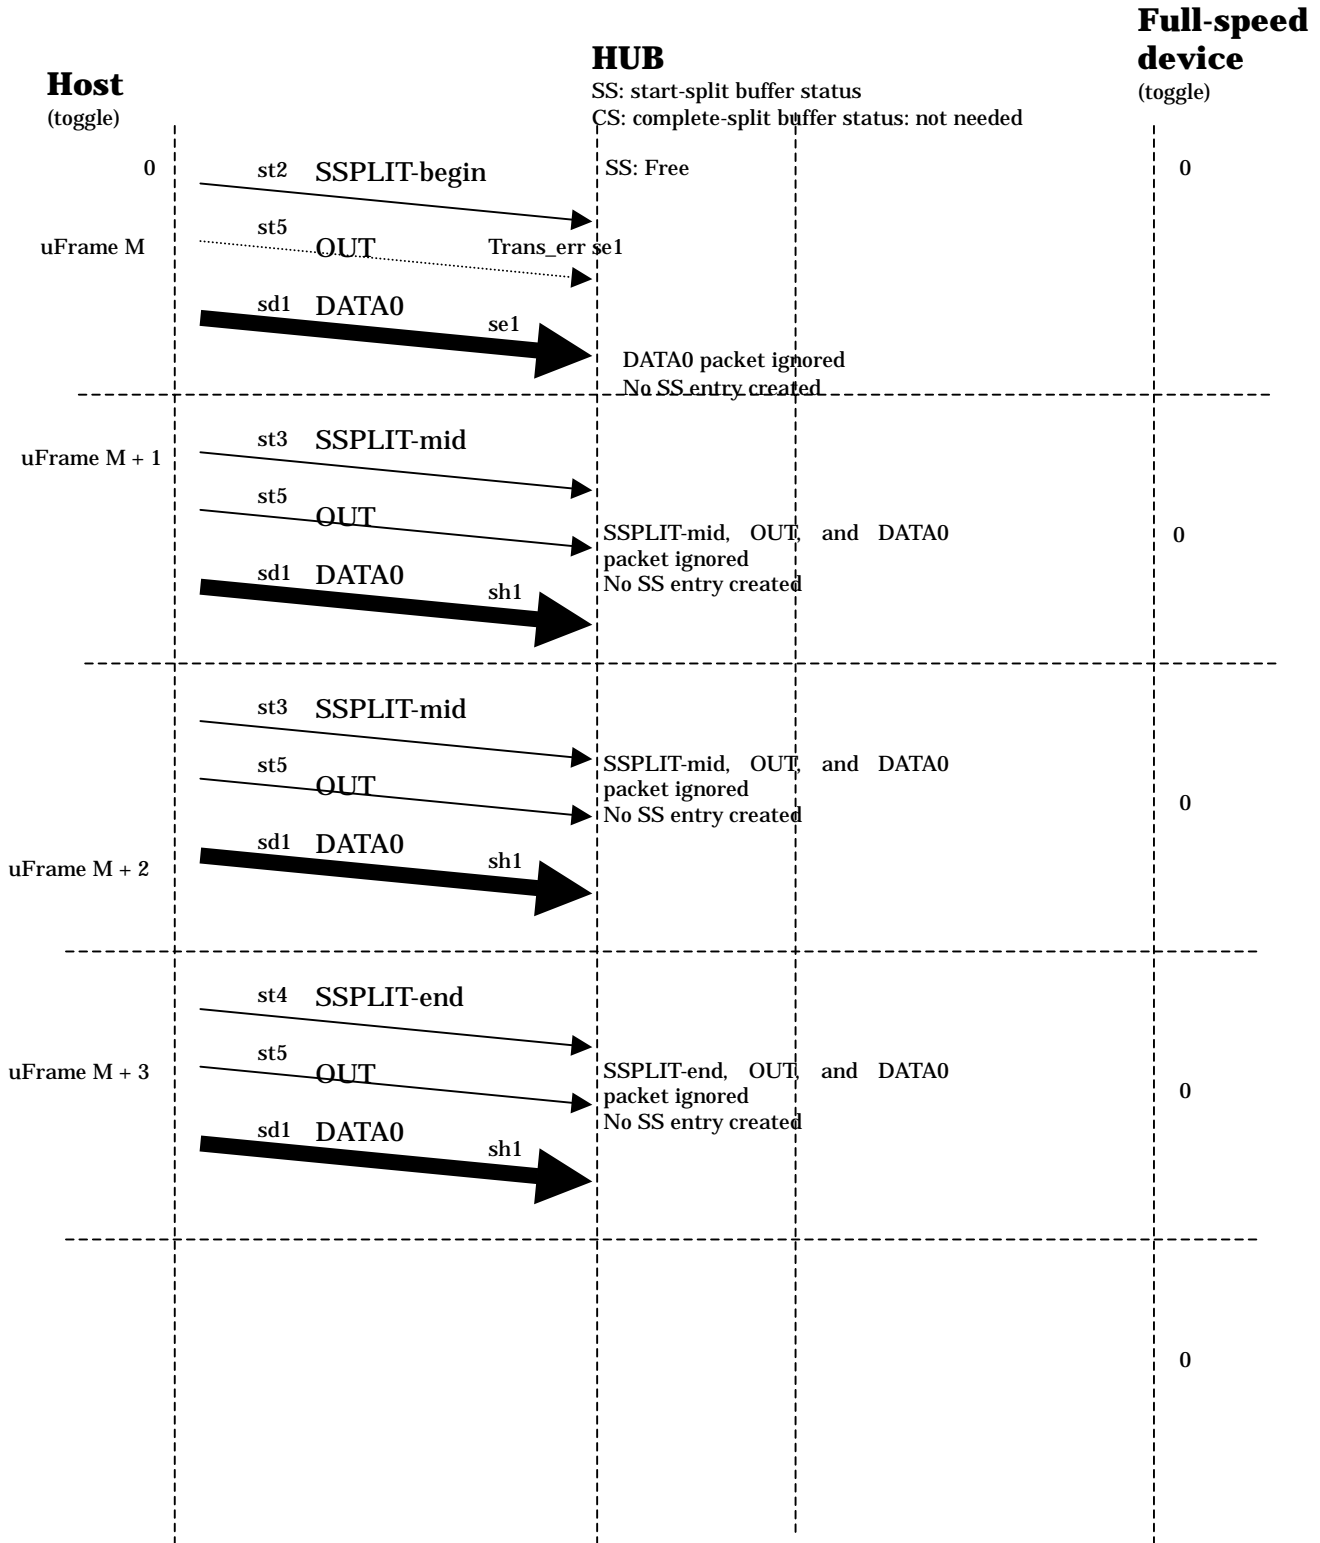 Full-speed
device
(toggle)
HUB
SS: start-split buffer status
CS: complete-split buffer status: not needed
Host
(toggle)
0
st2 SSPLIT-begin
SS: Free
0
uFrame M
st5
OUT
Trans_err se1
sd1 DATA0
se1
DATA0 packet ignored
No SS entry created
uFrame M + 1
st3 SSPLIT-mid
st5
OUT
SSPLIT-mid, OUT, and DATA0
packet ignored
No SS entry created
0
sd1 DATA0
sh1
st3 SSPLIT-mid
st5
OUT
SSPLIT-mid, OUT, and DATA0
packet ignored
No SS entry created
0
sd1 DATA0
sh1
uFrame M + 2
st4 SSPLIT-end
uFrame M + 3
st5
OUT
SSPLIT-end, OUT, and DATA0
packet ignored
No SS entry created
0
sd1 DATA0
sh1
0